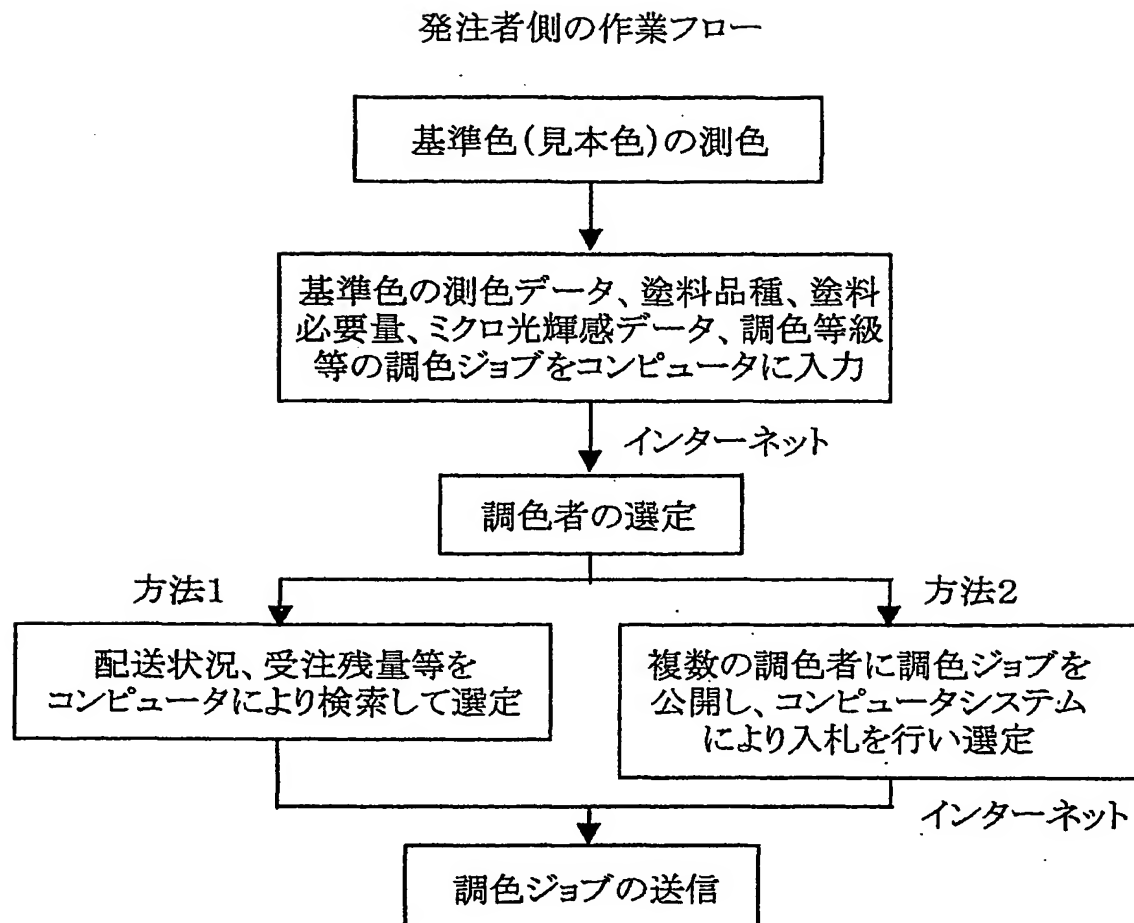 発注者側の作業フロー
基準色(見本色)の測色
基準色の測色データ、塗料品種、塗料
必要量、ミクロ光輝感データ、調色等級
等の調色ジョブをコンピュータに入力
インターネット
調色者の選定
方法1
方法2
配送状況、受注残量等を
コンピュータにより検索して選定
複数の調色者に調色ジョブを
公開し、コンピュータシステム
により入札を行い選定
インターネット
調色ジョブの送信